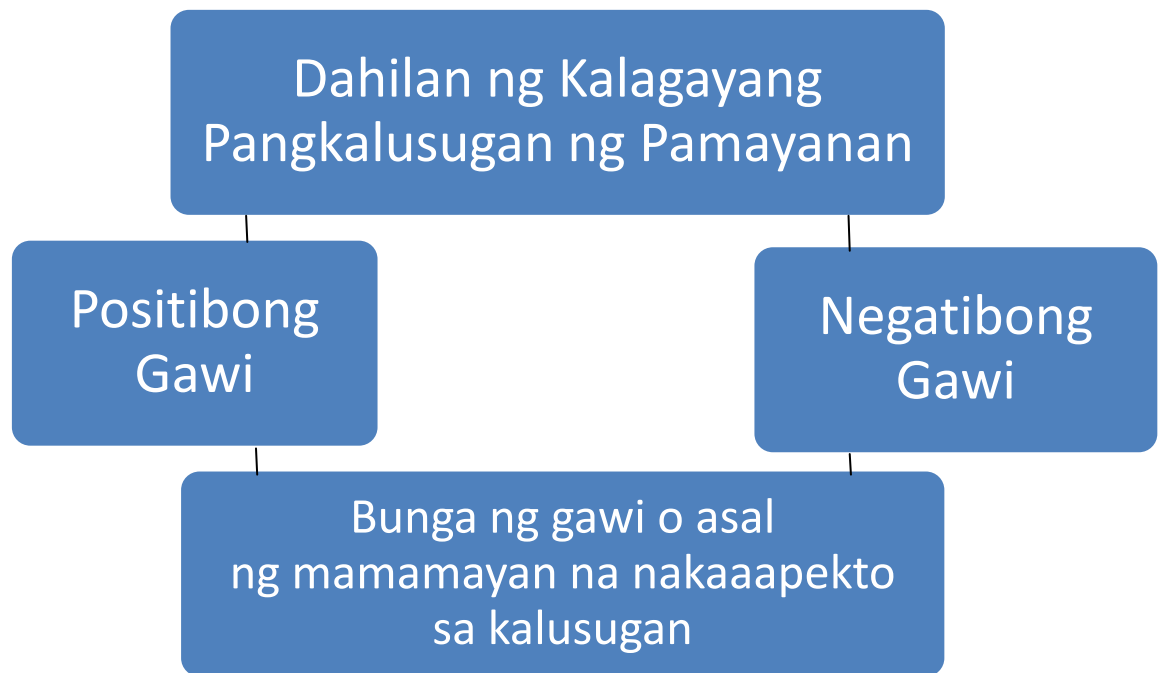 Dahilan ng Kalagayang
Pangkalusugan ng Pamayanan
Positibong
Gawi
Negatibong
Gawi
Bunga ng gawi o asal
ng mamamayan na nakaaapekto
sa kalusugan